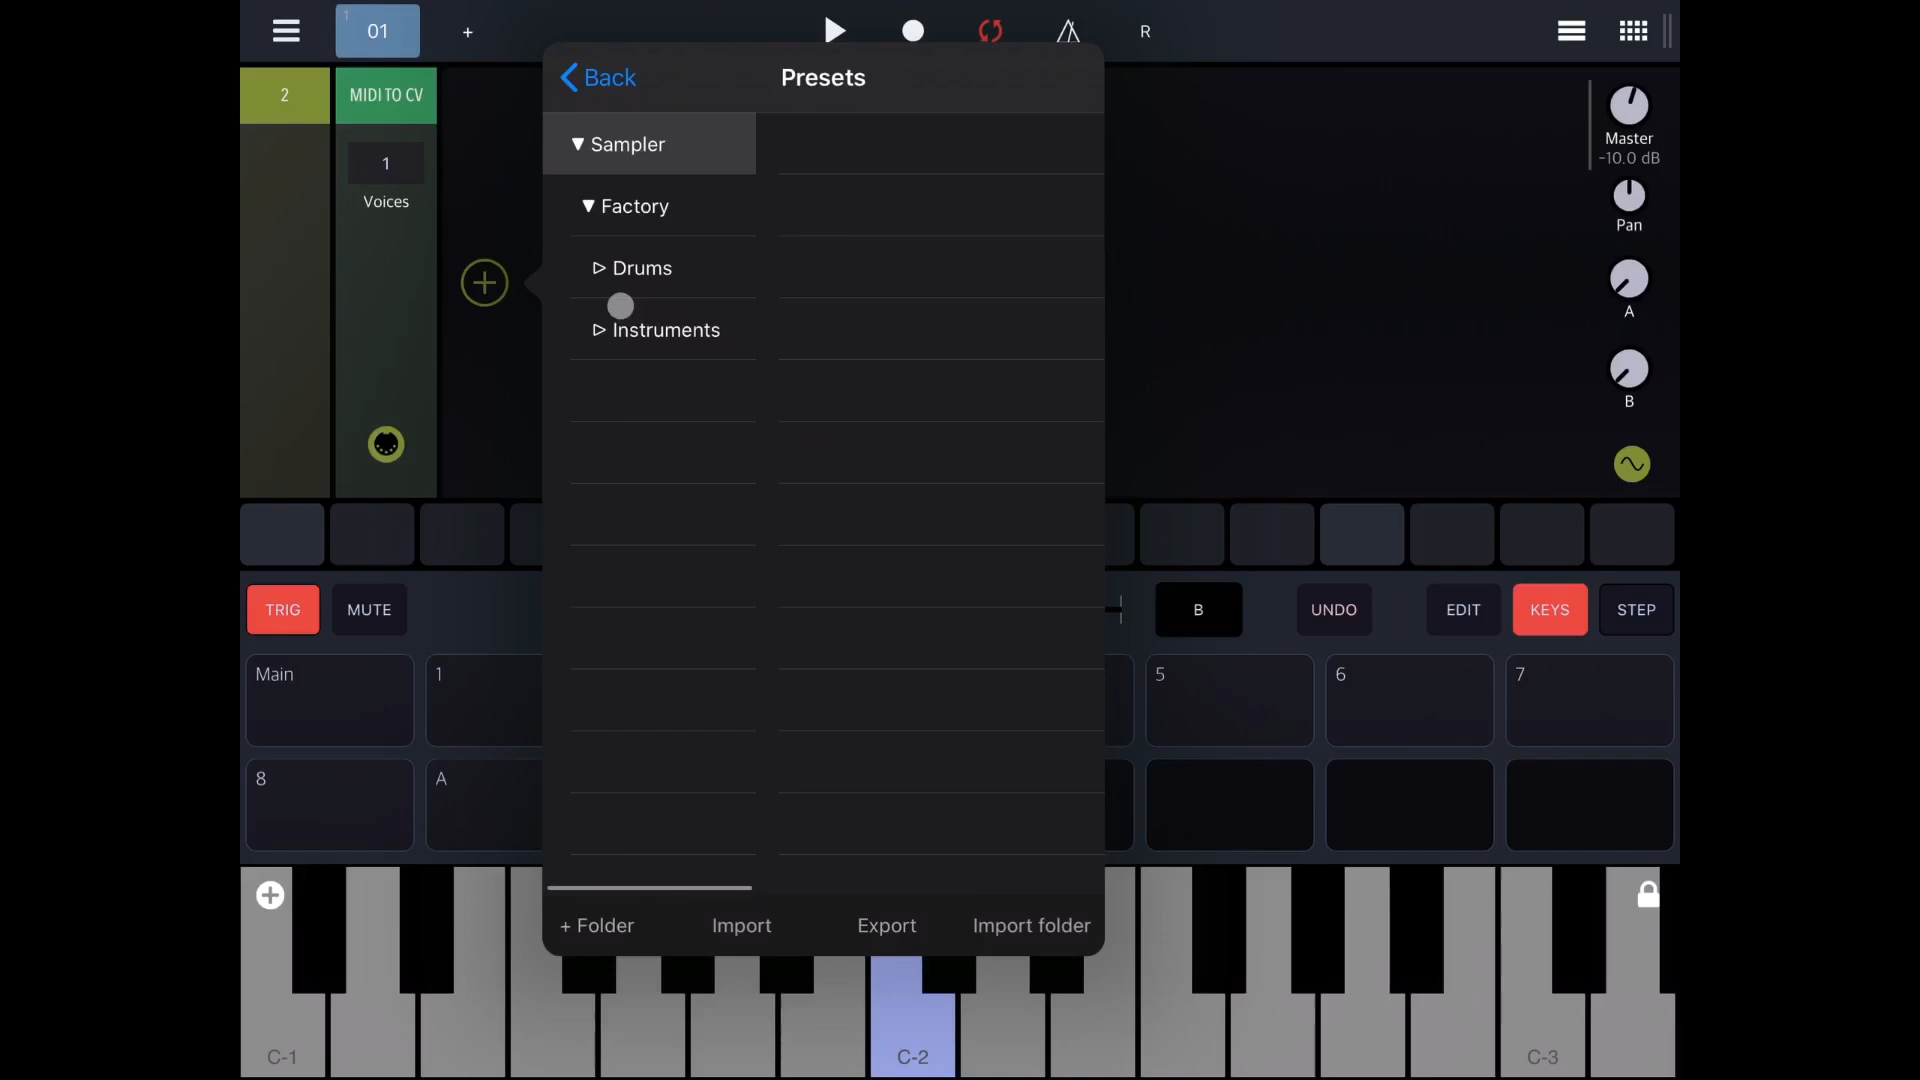 1
01
+
R
2
MIDI TO CV
1
Voices
Back
Presets
Sampler
Factory
Drums
Instruments
+ Folder
Import
Export
Import folder
Master
-10.0 dB
Pan
A
B
TRIG
MUTE
B
UNDO
EDIT
KEYS
STEP
Main
1
5
6
7
8
A
C-1
C-2
C-3